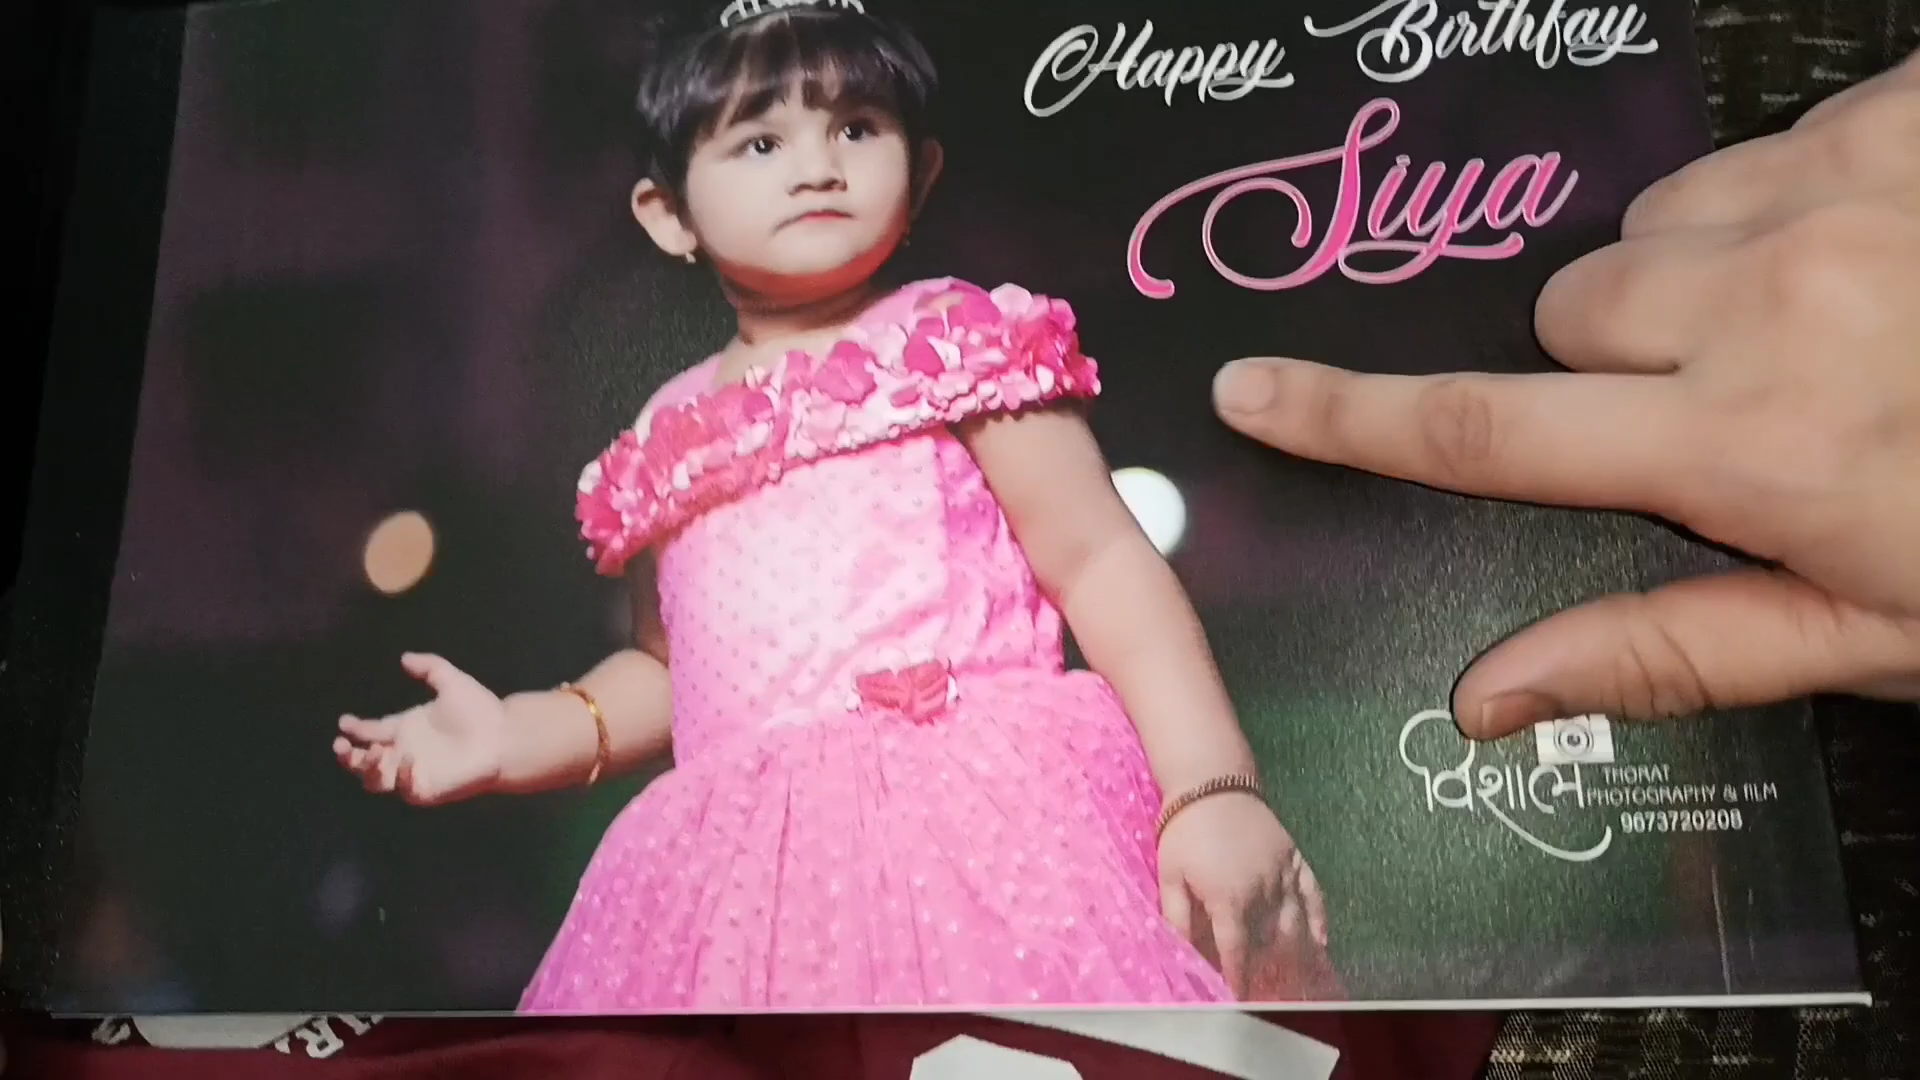 Happy Birthfay
Siya
विशाल
THORAT
PHOTOGRAPHY & FILM
9673720208